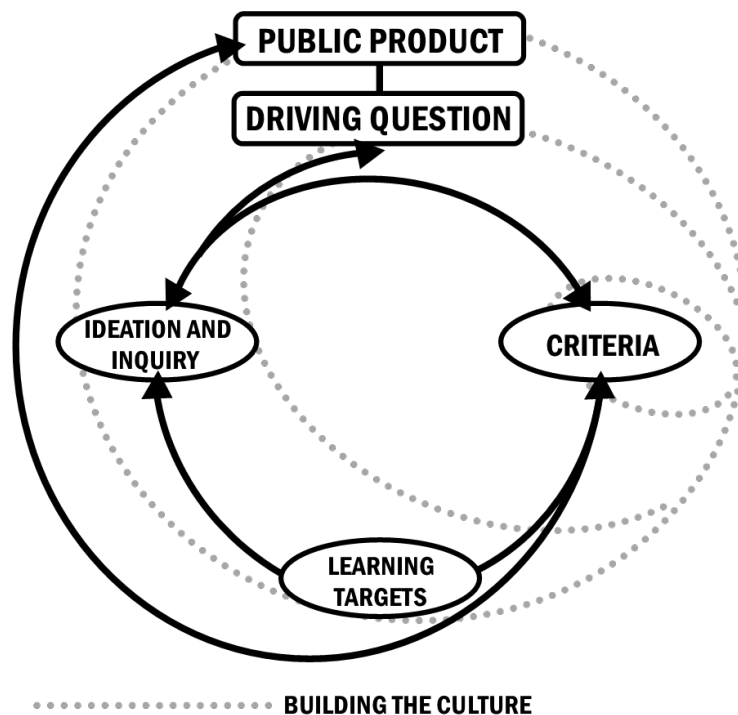 PUBLIC PRODUCT
DRIVING QUESTION
IDEATION AND
INQUIRY
CRITERIA
LEARNING
TARGETS
BUILDING THE CULTURE